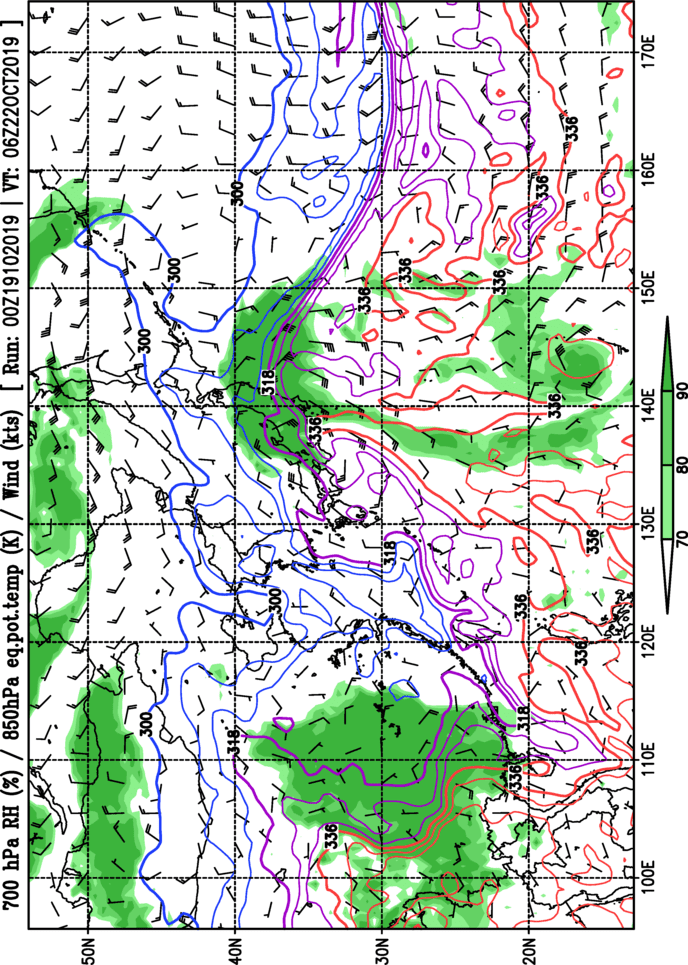 700 hPa RH (%) / 850hPa eq.pot.temp (K) / Wind (kts) [ Run: 00Z19102019 | VT: 06Z22OCT2019 ]
50N
40N
30N
20N
100E
110E
120E
130E
140E
150E
160E
170E
300
300
300
300
300
318
318
318
318
336
336
336
336
336
336
336
336
336
336
336
336
70
80
90